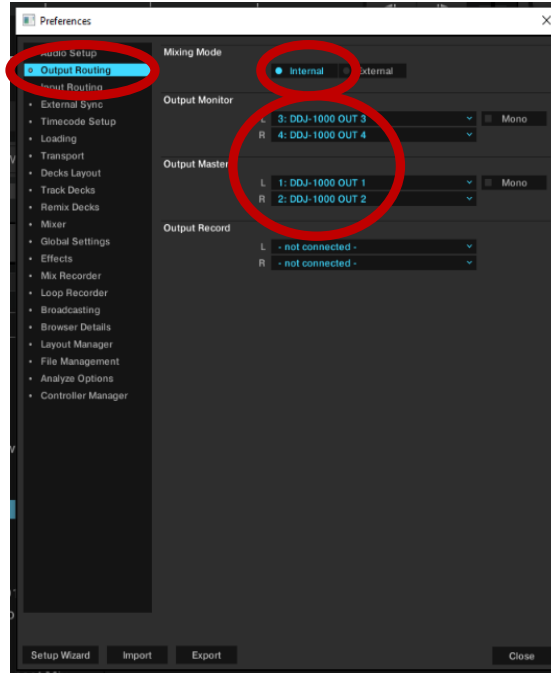 Preferences
Audio Setup
Output Routing
Input Routing
External Sync
Timecode Setup
Loading
Transport
Decks Layout
Track Decks
Remix Decks
Mixer
Global Settings
Effects
Mix Recorder
Loop Recorder
Broadcasting
Browser Details
Layout Manager
File Management
Analyze Options
Controller Manager
Mixing Mode
Internal External
Output Monitor
L 3: DDJ-1000 OUT 3 Mono
R 4: DDJ-1000 OUT 4
Output Master
L 1: DDJ-1000 OUT 1 Mono
R 2: DDJ-1000 OUT 2
Output Record
L - not connected -
R - not connected -
Setup Wizard Import Export Close